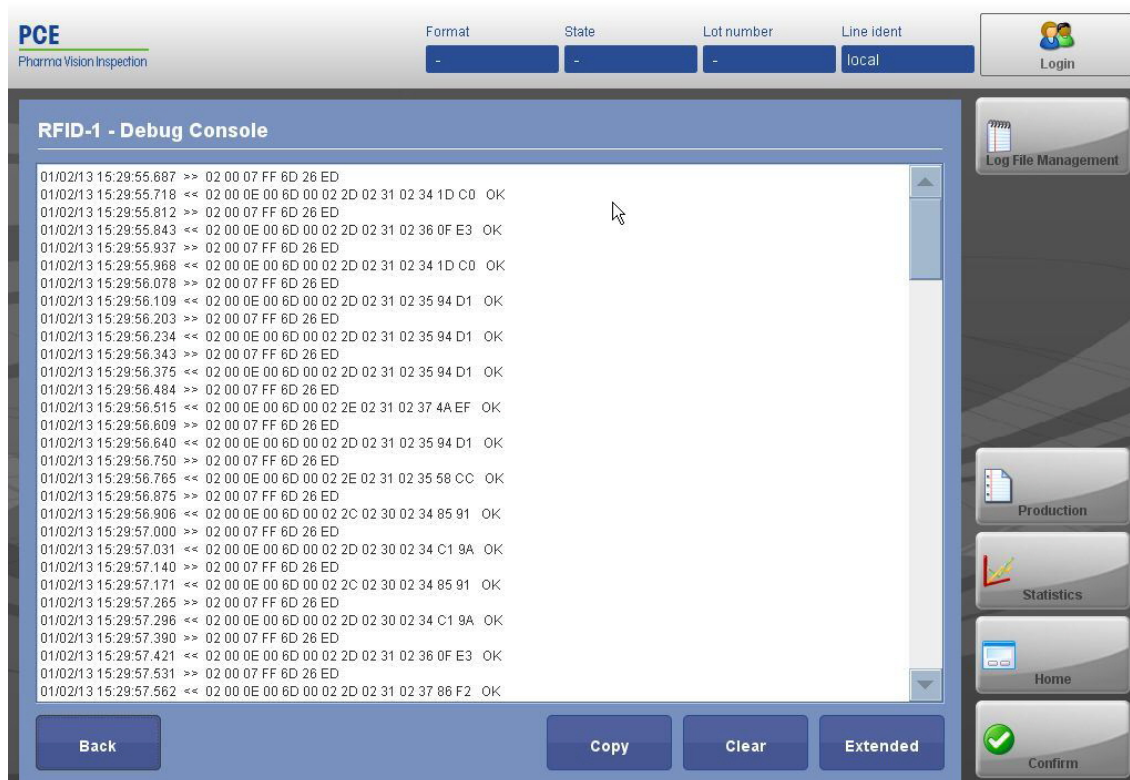 PCE
Pharma Vision Inspection
Format
State
Lot number
Line ident
-
-
-
local
Login
RFID-1 - Debug Console
Log File Management
01/02/13 15:29:55.687 >> 02 00 07 FF 6D 26 ED
01/02/13 15:29:55.718 << 02 00 0E 00 6D 00 02 2D 02 31 02 34 1D C0 OK
01/02/13 15:29:55.812 >> 02 00 07 FF 6D 26 ED
01/02/13 15:29:55.843 << 02 00 0E 00 6D 00 02 2D 02 31 02 36 0F E3 OK
01/02/13 15:29:55.937 >> 02 00 07 FF 6D 26 ED
01/02/13 15:29:55.968 << 02 00 0E 00 6D 00 02 2D 02 31 02 34 1D C0 OK
01/02/13 15:29:56.078 >> 02 00 07 FF 6D 26 ED
01/02/13 15:29:56.109 << 02 00 0E 00 6D 00 02 2D 02 31 02 35 94 D1 OK
01/02/13 15:29:56.203 >> 02 00 07 FF 6D 26 ED
01/02/13 15:29:56.234 << 02 00 0E 00 6D 00 02 2D 02 31 02 35 94 D1 OK
01/02/13 15:29:56.343 >> 02 00 07 FF 6D 26 ED
01/02/13 15:29:56.375 << 02 00 0E 00 6D 00 02 2D 02 31 02 35 94 D1 OK
01/02/13 15:29:56.484 >> 02 00 07 FF 6D 26 ED
01/02/13 15:29:56.515 << 02 00 0E 00 6D 00 02 2E 02 31 02 37 4A EF OK
01/02/13 15:29:56.609 >> 02 00 07 FF 6D 26 ED
01/02/13 15:29:56.640 << 02 00 0E 00 6D 00 02 2D 02 31 02 35 94 D1 OK
01/02/13 15:29:56.750 >> 02 00 07 FF 6D 26 ED
01/02/13 15:29:56.765 << 02 00 0E 00 6D 00 02 2E 02 31 02 35 58 CC OK
01/02/13 15:29:56.875 >> 02 00 07 FF 6D 26 ED
01/02/13 15:29:56.906 << 02 00 0E 00 6D 00 02 2C 02 30 02 34 85 91 OK
01/02/13 15:29:57.000 >> 02 00 07 FF 6D 26 ED
01/02/13 15:29:57.031 << 02 00 0E 00 6D 00 02 2D 02 30 02 34 C1 9A OK
01/02/13 15:29:57.140 >> 02 00 07 FF 6D 26 ED
01/02/13 15:29:57.171 << 02 00 0E 00 6D 00 02 2C 02 30 02 34 85 91 OK
01/02/13 15:29:57.265 >> 02 00 07 FF 6D 26 ED
01/02/13 15:29:57.296 << 02 00 0E 00 6D 00 02 2D 02 30 02 34 C1 9A OK
01/02/13 15:29:57.390 >> 02 00 07 FF 6D 26 ED
01/02/13 15:29:57.421 << 02 00 0E 00 6D 00 02 2D 02 31 02 36 0F E3 OK
01/02/13 15:29:57.531 >> 02 00 07 FF 6D 26 ED
01/02/13 15:29:57.562 << 02 00 0E 00 6D 00 02 2D 02 31 02 37 86 F2 OK
Production
Statistics
Home
Back
Copy
Clear
Extended
Confirm